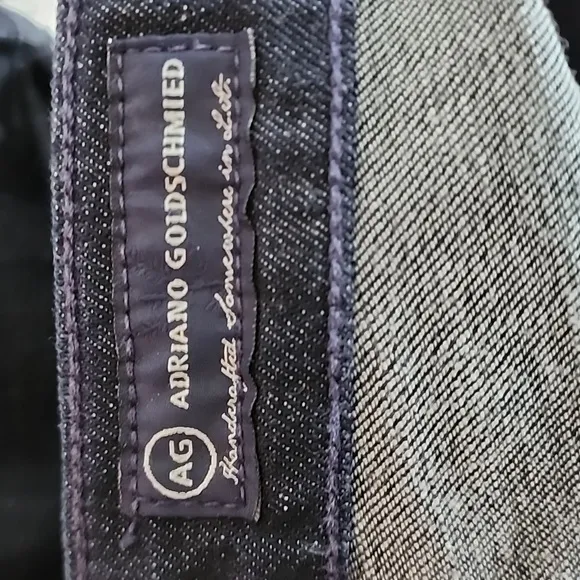 AG ADRIANO GOLDSCHMIED
Handcrafted Somewhere in L.A.